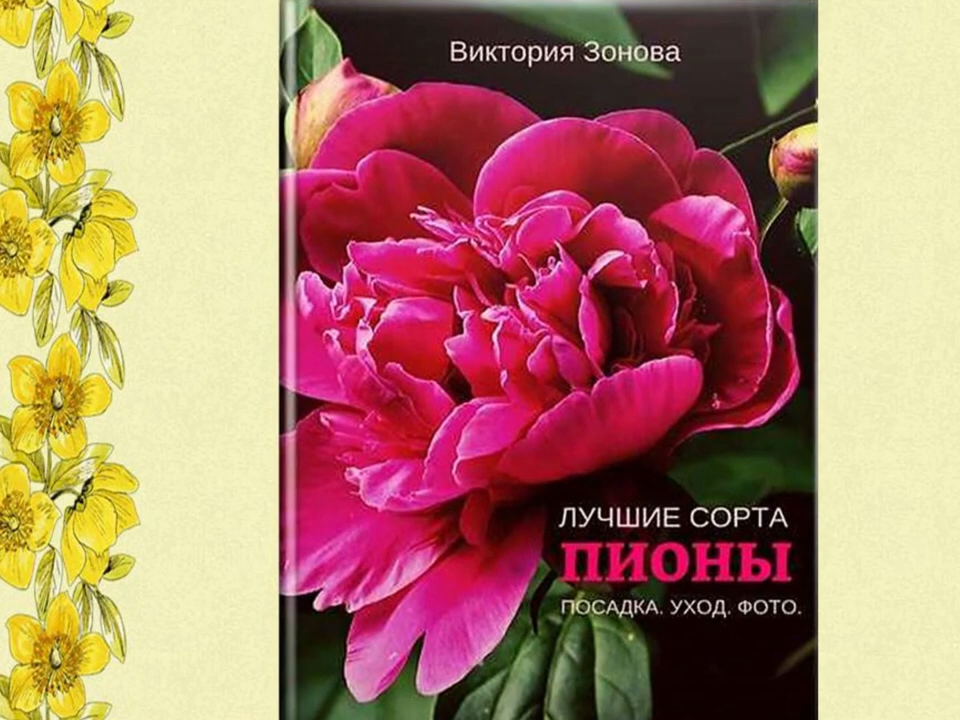 Виктория Зонова
ЛУЧШИЕ СОРТА
ПИОНЫ
ПОСАДКА. УХОД. ФОТО.